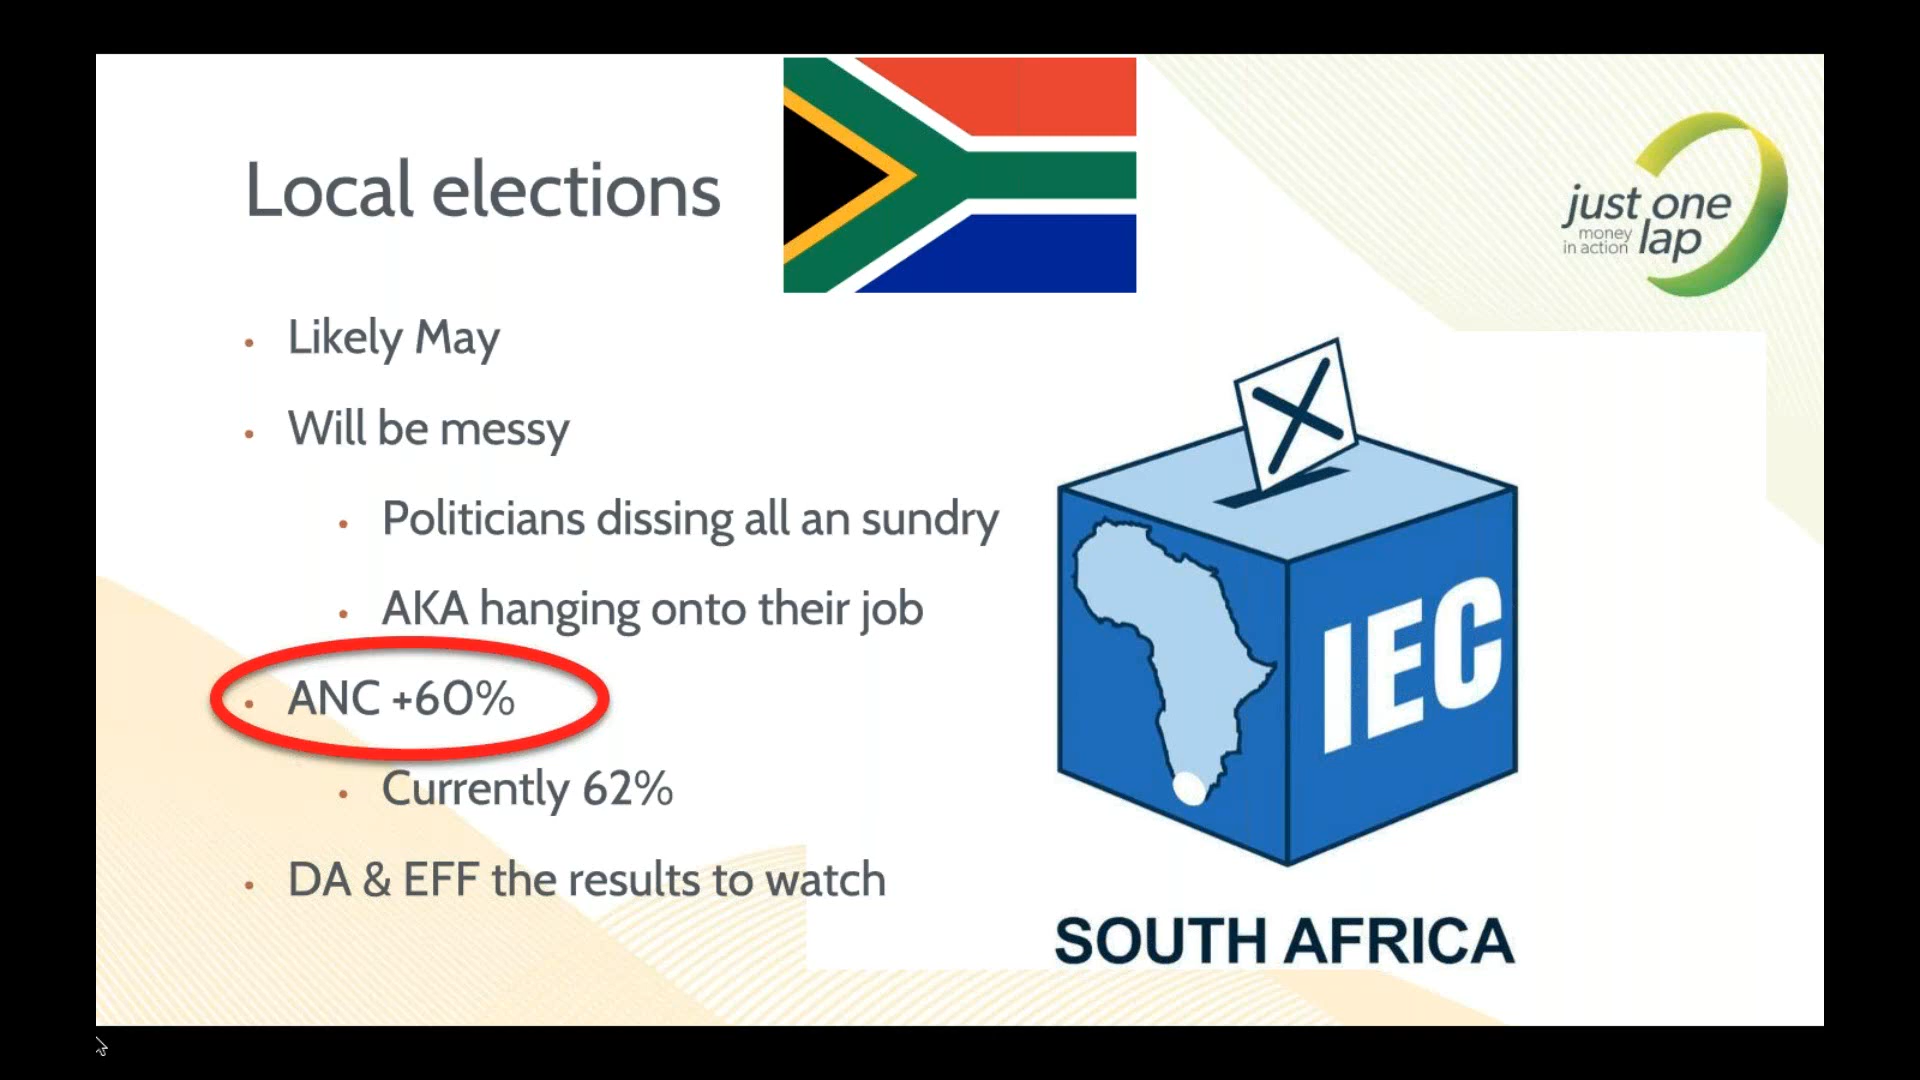 Local elections
just one
money
in action
lap
Likely May
Will be messy
Politicians dissing all an sundry
AKA hanging onto their job
ANC +60%
Currently 62%
DA & EFF the results to watch
IEC
SOUTH AFRICA